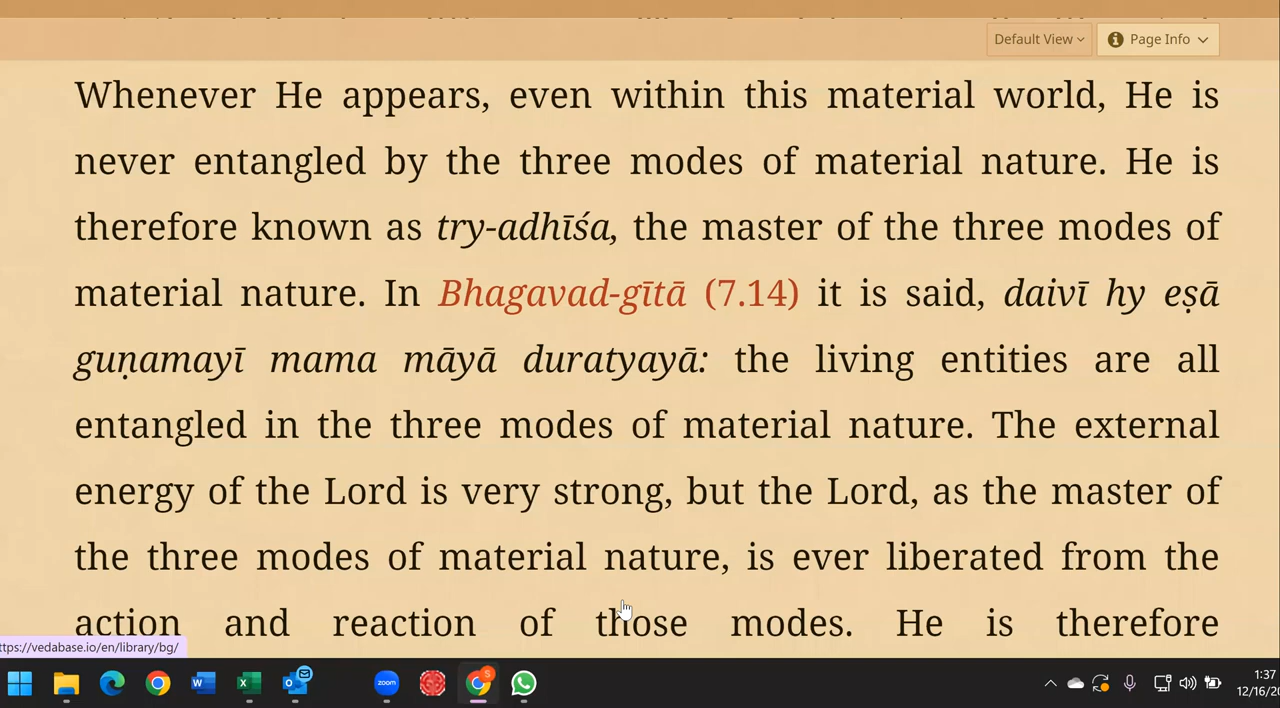 Default View
Page Info
Whenever He appears, even within this material world, He is
never entangled by the three modes of material nature. He is
therefore known as try-adhīśa, the master of the three modes of
material nature. In Bhagavad-gītā (7.14) it is said, daivī hy eṣā
guṇamayī mama māyā duratyayā: the living entities are all
entangled in the three modes of material nature. The external
energy of the Lord is very strong, but the Lord, as the master of
the three modes of material nature, is ever liberated from the
action and reaction of those modes. He is therefore
ttps://vedabase.io/en/library/bg/
zoom
S
1:37
12/16/20